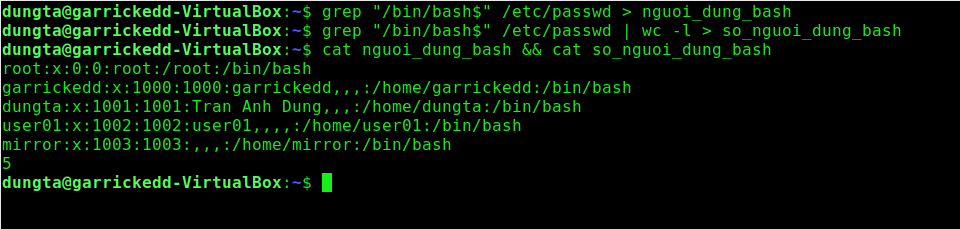 dungta@garrickedd-VirtualBox:~$ grep "/bin/bash$" /etc/passwd > nguoi_dung_bash
dungta@garrickedd-VirtualBox:~$ grep "/bin/bash$" /etc/passwd | wc -l > so_nguoi_dung_bash
dungta@garrickedd-VirtualBox:~$ cat nguoi_dung_bash && cat so_nguoi_dung_bash
root:x:0:0:root:/root:/bin/bash
garrickedd:x:1000:1000:garrickedd,,,:/home/garrickedd:/bin/bash
dungta:x:1001:1001:Tran Anh Dung,,,:/home/dungta:/bin/bash
user01:x:1002:1002:user01,,,,:/home/user01:/bin/bash
mirror:x:1003:1003:,,,:/home/mirror:/bin/bash
5
dungta@garrickedd-VirtualBox:~$